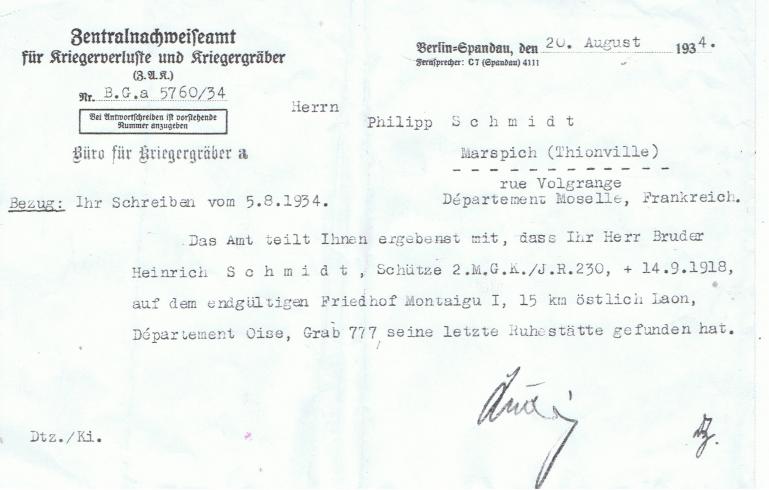 Zentralnachweiseamt
für Kriegerverluste und Kriegergräber
(Z.A.K.)
Nr. B.G.a 5760/34
Bei Antwortschreiben ist vorstehende
Nummer anzugeben
Büro für Kriegergräber a
Berlin=Spandau, den 20. August 1934.
Fernsprecher: C7 (Spandau) 4111
Herrn
Philipp Schmidt
Marspich (Thionville)
rue Volgrange
Département Moselle, Frankreich.
Bezug: Ihr Schreiben vom 5.8.1934.
Das Amt teilt Ihnen ergebenst mit, dass Ihr Herr Bruder
Heinrich Schmidt, Schütze 2.M.G.K./J.R.230, + 14.9.1918,
auf dem endgültigen Friedhof Montaigu I, 15 km östlich Laon,
Département Oise, Grab 777 seine letzte Ruhestätte gefunden hat.
Dtz./Ki.